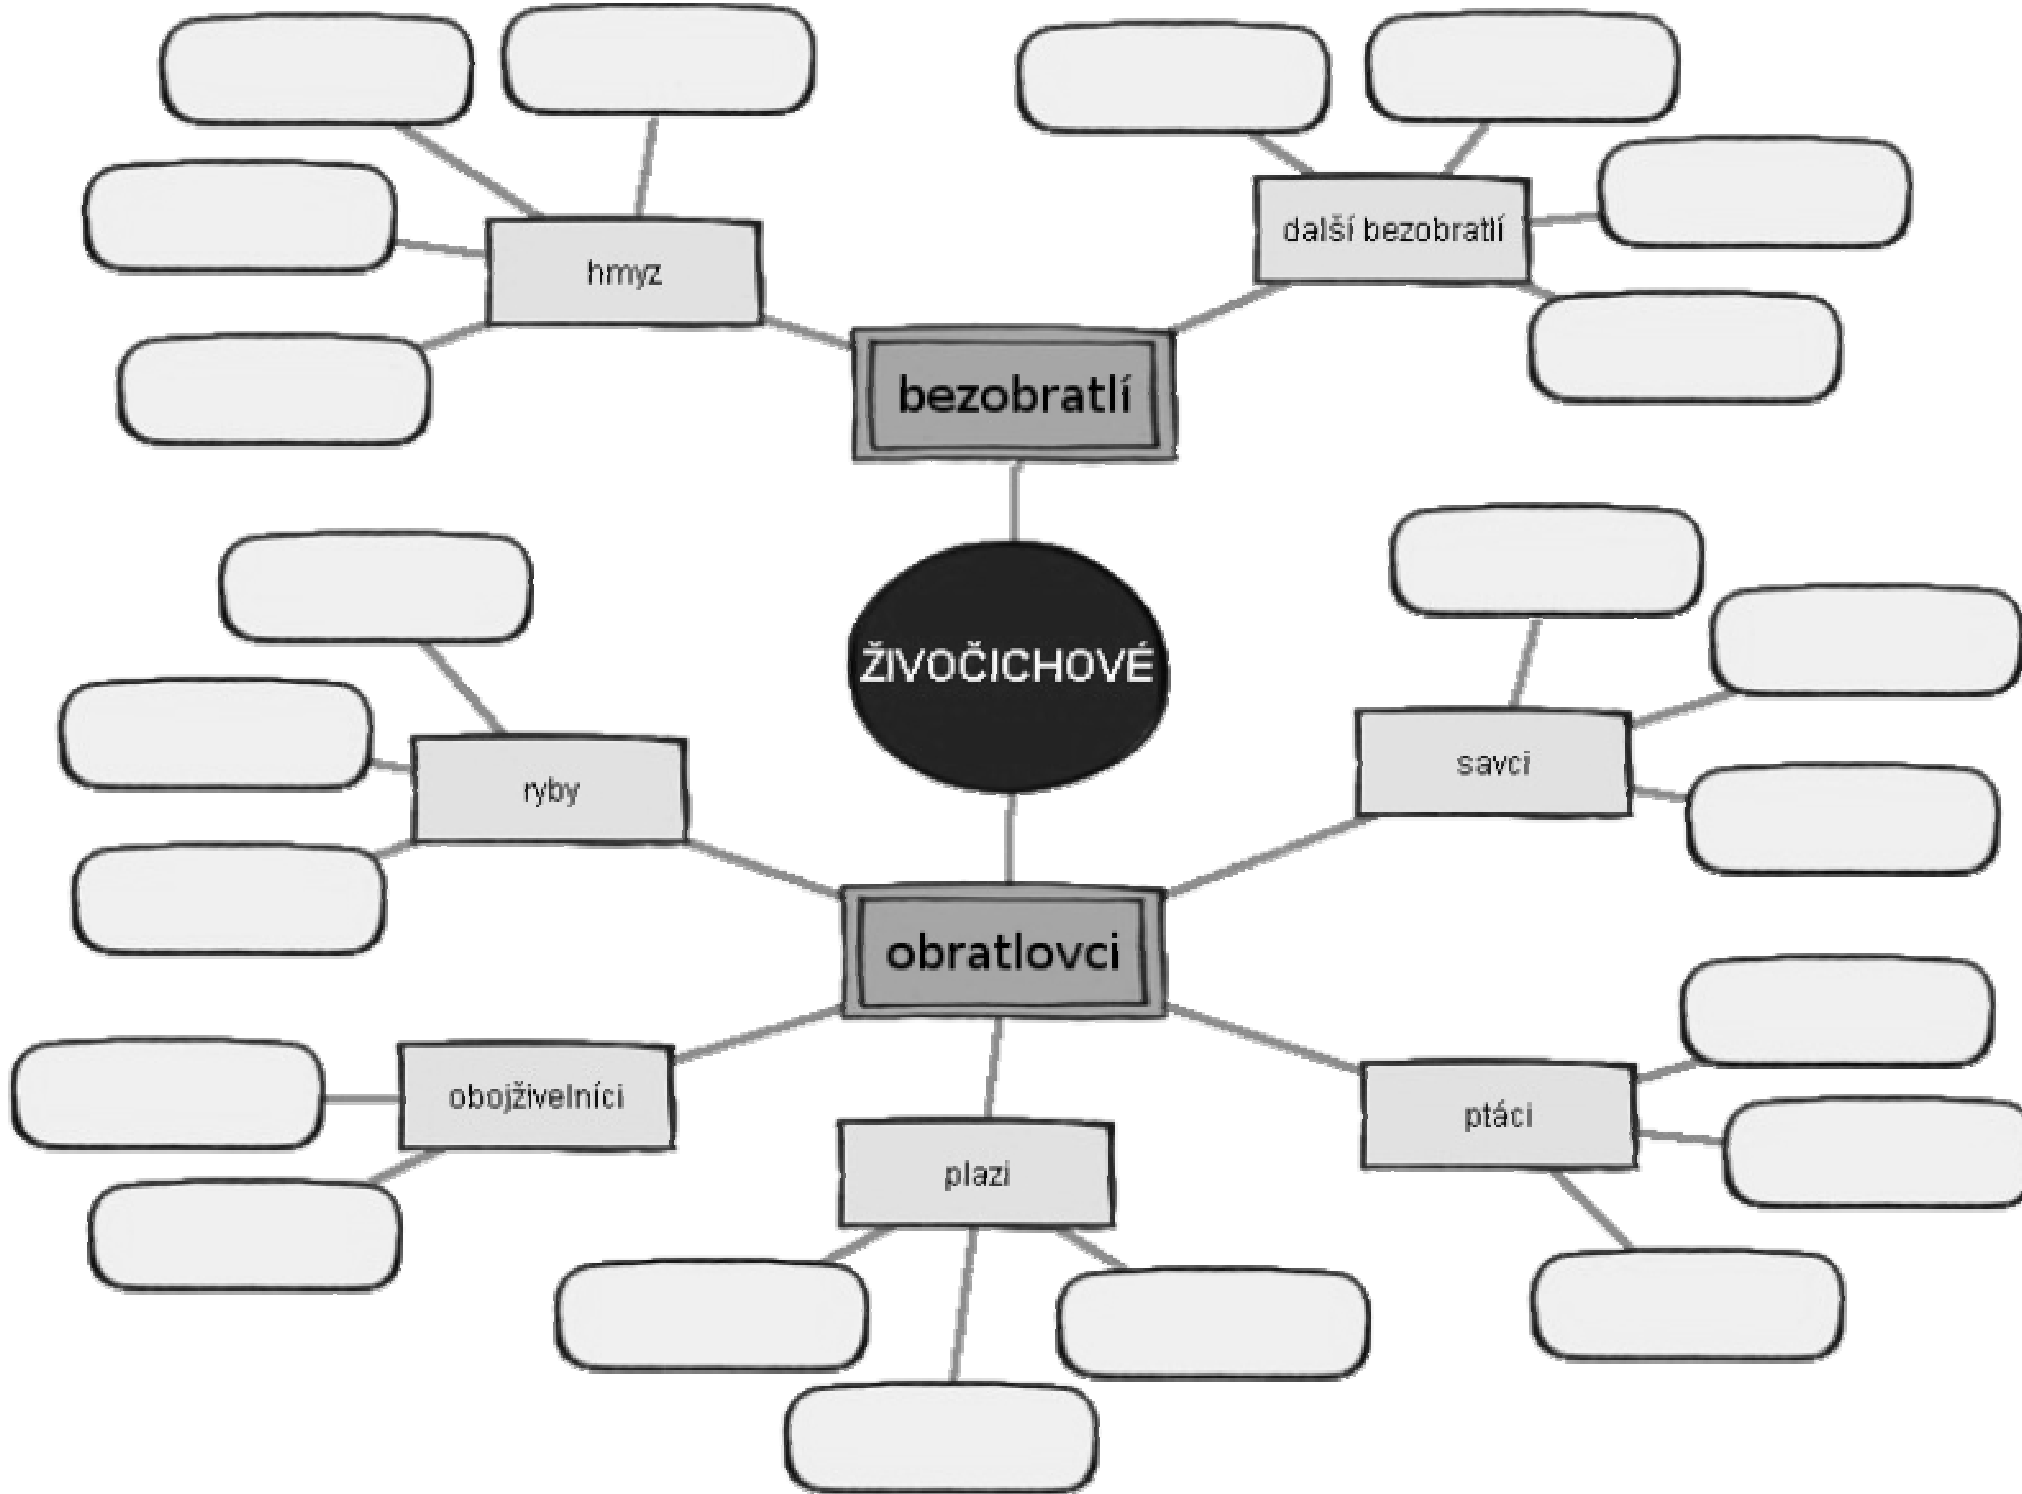 další bezobratlí
hmyz
bezobratlí
ŽIVOČICHOVÉ
savci
ryby
obratlovci
obojživelníci
ptáci
plazi